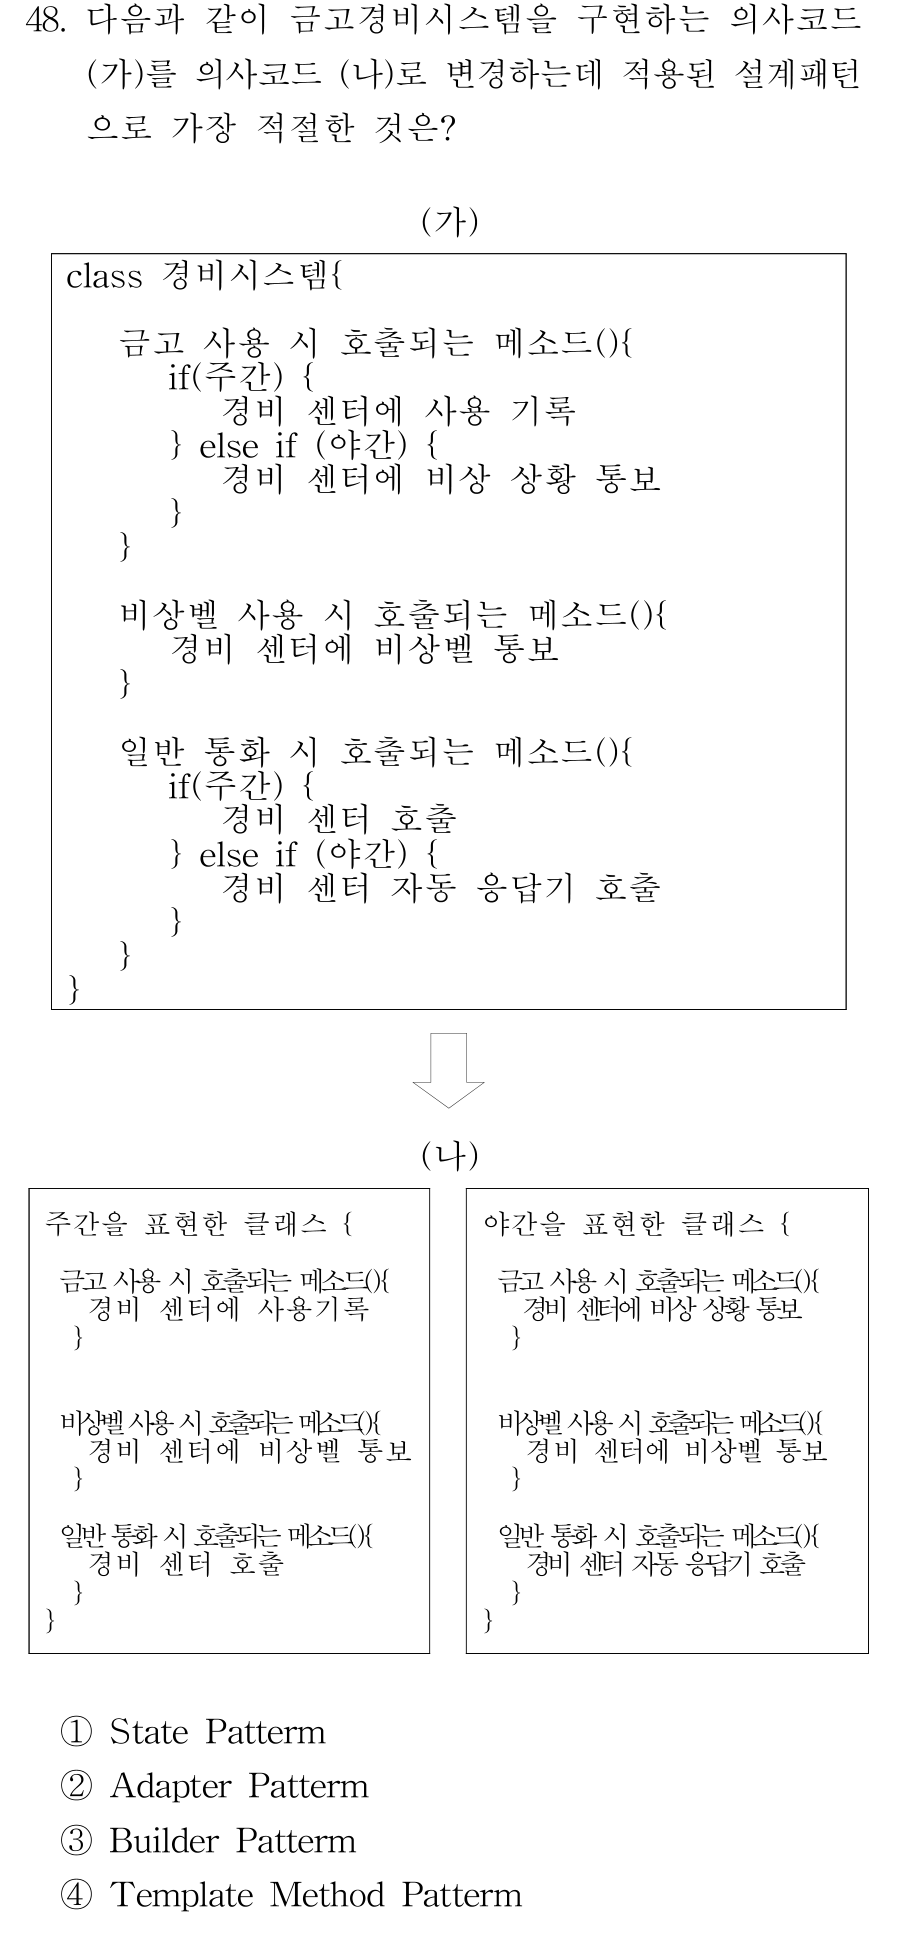 48. 다음과 같이 금고경비시스템을 구현하는 의사코드
(가)를 의사코드 (나)로 변경하는데 적용된 설계패턴
으로 가장 적절한 것은?
(가)
class 경비시스템{
금고 사용 시 호출되는 메소드(){
if(주간) {
경비 센터에 사용 기록
} else if (야간) {
경비 센터에 비상 상황 통보
}
}
비상벨 사용 시 호출되는 메소드(){
경비 센터에 비상벨 통보
}
일반 통화 시 호출되는 메소드(){
if(주간) {
경비 센터 호출
} else if (야간) {
경비 센터 자동 응답기 호출
}
}
}
(나)
주간을 표현한 클래스 {
금고 사용 시 호출되는 메소드(){
경비 센터에 사용기록
}
비상벨 사용 시 호출되는 메소드(){
경비 센터에 비상벨 통보
}
일반 통화 시 호출되는 메소드(){
경비 센터 호출
}
}
야간을 표현한 클래스 {
금고 사용 시 호출되는 메소드(){
경비 센터에 비상 상황 통보
}
비상벨 사용 시 호출되는 메소드(){
경비 센터에 비상벨 통보
}
일반 통화 시 호출되는 메소드(){
경비 센터 자동 응답기 호출
}
}
① State Patterm
② Adapter Patterm
③ Builder Patterm
④ Template Method Patterm